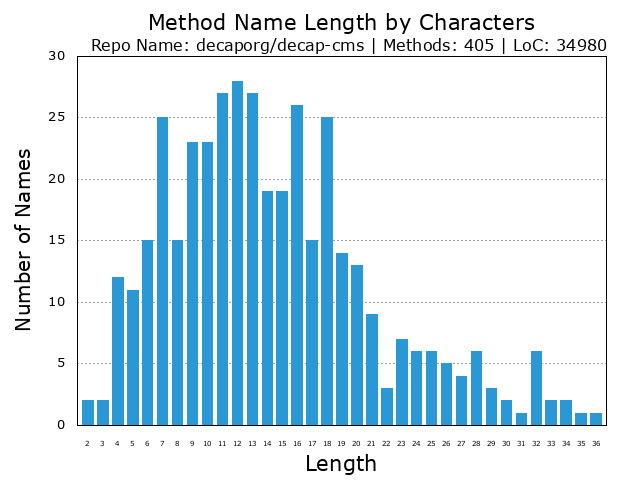 Method Name Length by Characters
Repo Name: decaporg/decap-cms | Methods: 405 | LoC: 34980
30
25
20
15
10
5
0
Number of Names
2 3 4 5 6 7 8 9 10 11 12 13 14 15 16 17 18 19 20 21 22 23 24 25 26 27 28 29 30 31 32 33 34 35 36
Length